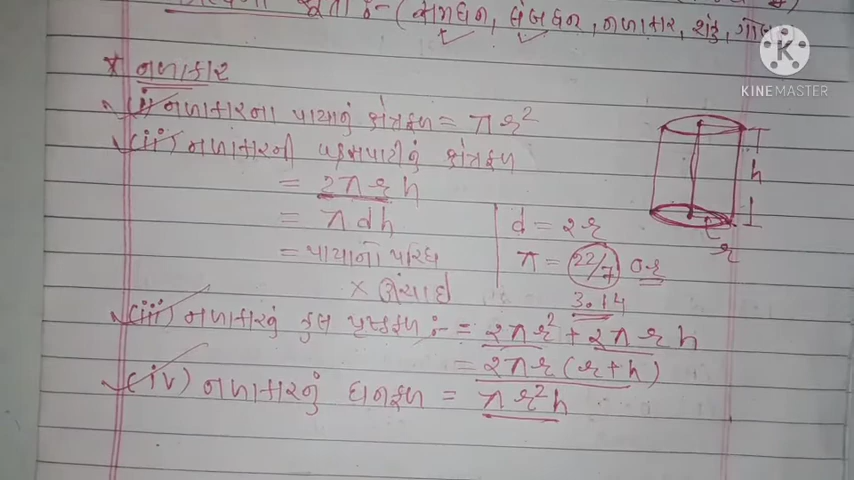 સૂત્રો :- (સમઘન, લંબઘન, નળાકાર, શંકુ, ગોલક
KINEMASTER
* નળાકાર
(i) નળાકારના પાયાનું ક્ષેત્રફળ = πr²
(ii) નળાકારની વક્રસપાટીનું ક્ષેત્રફળ
= 2πrh
= πdh
= પાયાનો પરિઘ
× ઊંચાઈ
d = 2r
π = 22/7 or
3.14
h
r
(iii) નળાકારનું કુલ પૃષ્ઠફળ :- = 2πr² + 2πrh
= 2πr(r+h)
(iv) નળાકારનું ઘનફળ = πr²h